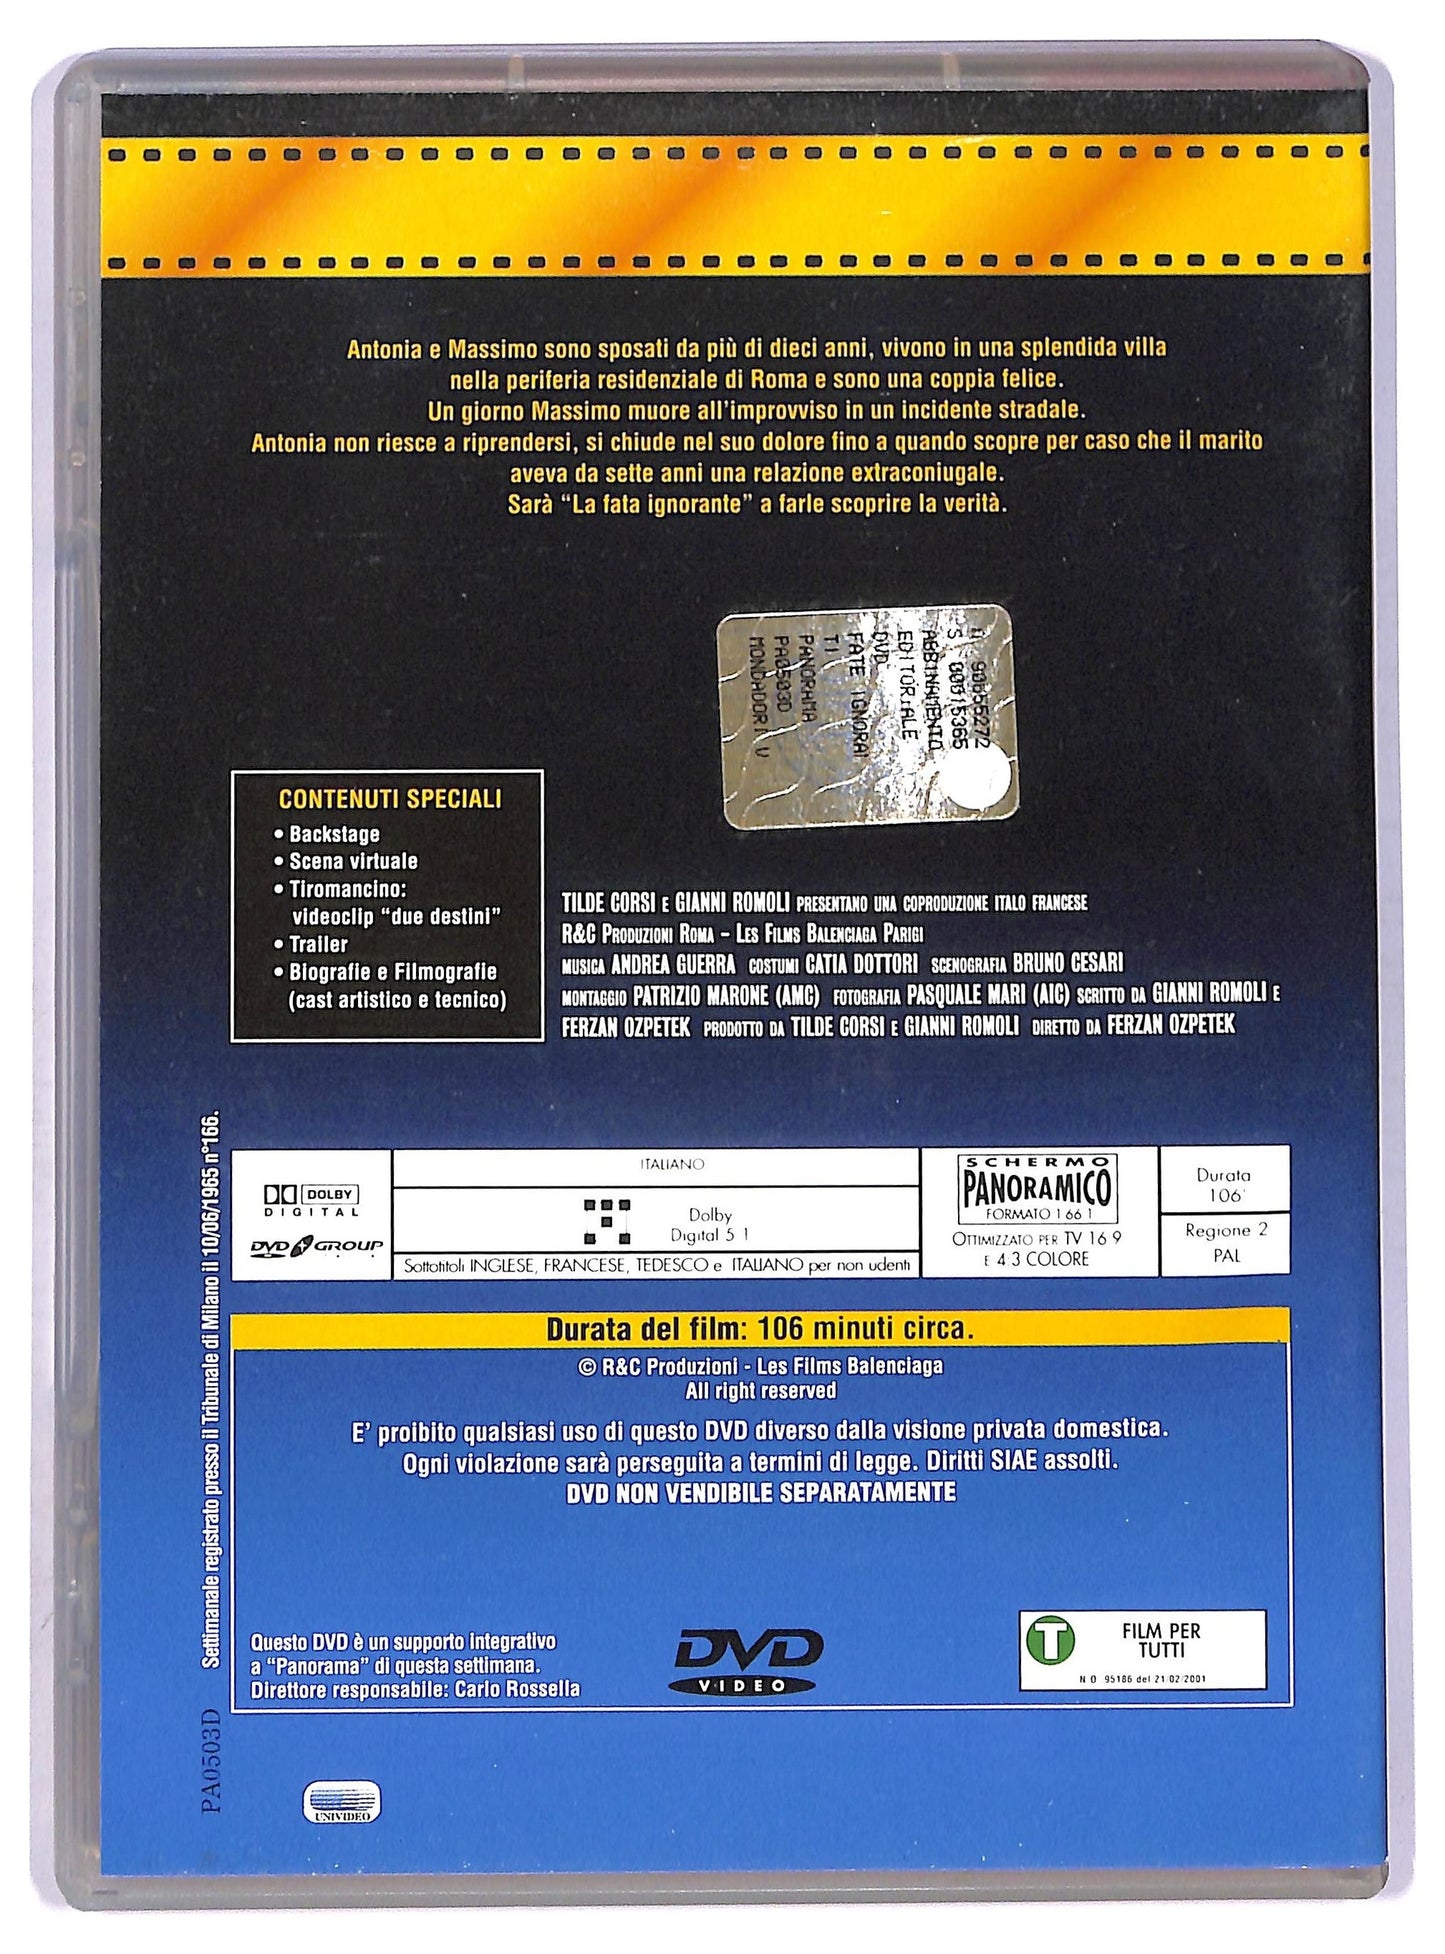 Antonia e Massimo sono sposati da più di dieci anni, vivono in una splendida villa
nella periferia residenziale di Roma e sono una coppia felice.
Un giorno Massimo muore all'improvviso in un incidente stradale.
Antonia non riesce a riprendersi, si chiude nel suo dolore fino a quando scopre per caso che il marito
aveva da sette anni una relazione extraconiugale.
Sarà “La fata ignorante” a farle scoprire la verità.
9065272
S 00015365
ABBINAMENTO
EDITORIALE
DVD
FATE IGNORAN
TI
PANORAMA
PA0503D
MONDADORI V
CONTENUTI SPECIALI
• Backstage
• Scena virtuale
• Tiromancino:
videoclip “due destini”
• Trailer
• Biografie e Filmografie
(cast artistico e tecnico)
TILDE CORSI E GIANNI ROMOLI PRESENTANO UNA COPRODUZIONE ITALO FRANCESE
R&C PRODUZIONI ROMA – LES FILMS BALENCIAGA PARIGI
MUSICA ANDREA GUERRA COSTUMI CATIA DOTTORI SCENOGRAFIA BRUNO CESARI
MONTAGGIO PATRIZIO MARONE (AMC) FOTOGRAFIA PASQUALE MARI (AIC) SCRITTO DA GIANNI ROMOLI E
FERZAN OZPETEK PRODOTTO DA TILDE CORSI E GIANNI ROMOLI DIRETTO DA FERZAN OZPETEK
Settimanale registrato presso il Tribunale di Milano il 10/06/1965 n°166.
PA0503D
DOLBY
DIGITAL
DVD GROUP
ITALIANO
Dolby
Digital 5 1
Sottotitoli INGLESE, FRANCESE, TEDESCO e ITALIANO per non udenti
SCHERMO
PANORAMICO
FORMATO 1 66 1
OTTIMIZZATO PER TV 16 9
E 4 3 COLORE
Durata
106'
Regione 2
PAL
Durata del film: 106 minuti circa.
© R&C Produzioni - Les Films Balenciaga
All right reserved
E' proibito qualsiasi uso di questo DVD diverso dalla visione privata domestica.
Ogni violazione sarà perseguita a termini di legge. Diritti SIAE assolti.
DVD NON VENDIBILE SEPARATAMENTE
Questo DVD è un supporto integrativo
a “Panorama” di questa settimana.
Direttore responsabile: Carlo Rossella
DVD
VIDEO
T
FILM PER
TUTTI
N O 95186 del 21 02 2001
UNIVIDEO